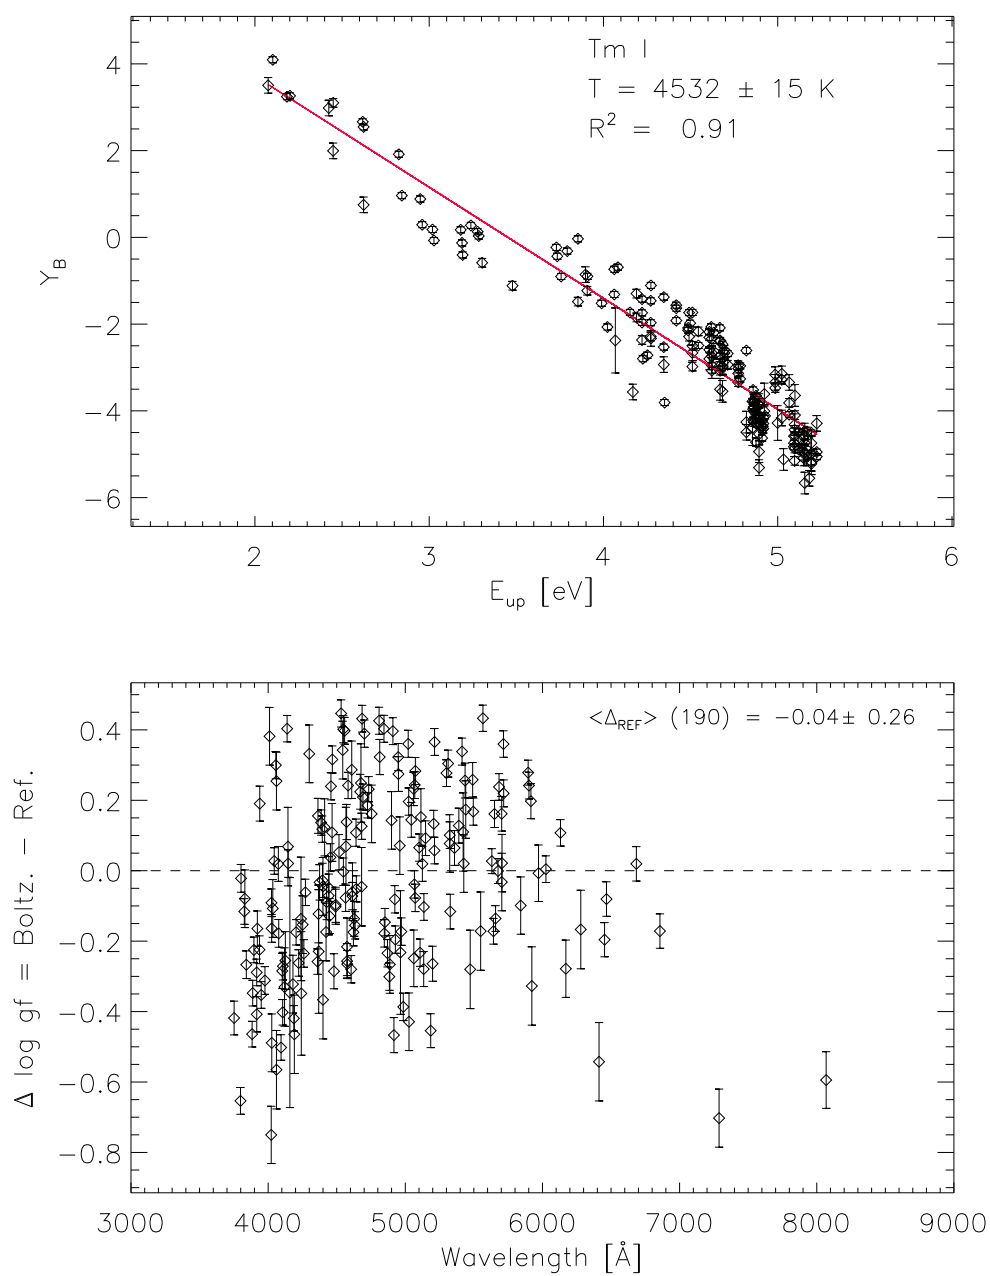 Tm I
T = 4532 ± 15 K
R² = 0.91
4
2
0
−2
−4
−6
Y_B
2 3 4 5 6
E_up [eV]
<Δ_REF> (190) = −0.04± 0.26
0.4
0.2
0.0
−0.2
−0.4
−0.6
−0.8
Δ log gf = Boltz. − Ref.
3000 4000 5000 6000 7000 8000 9000
Wavelength [Å]